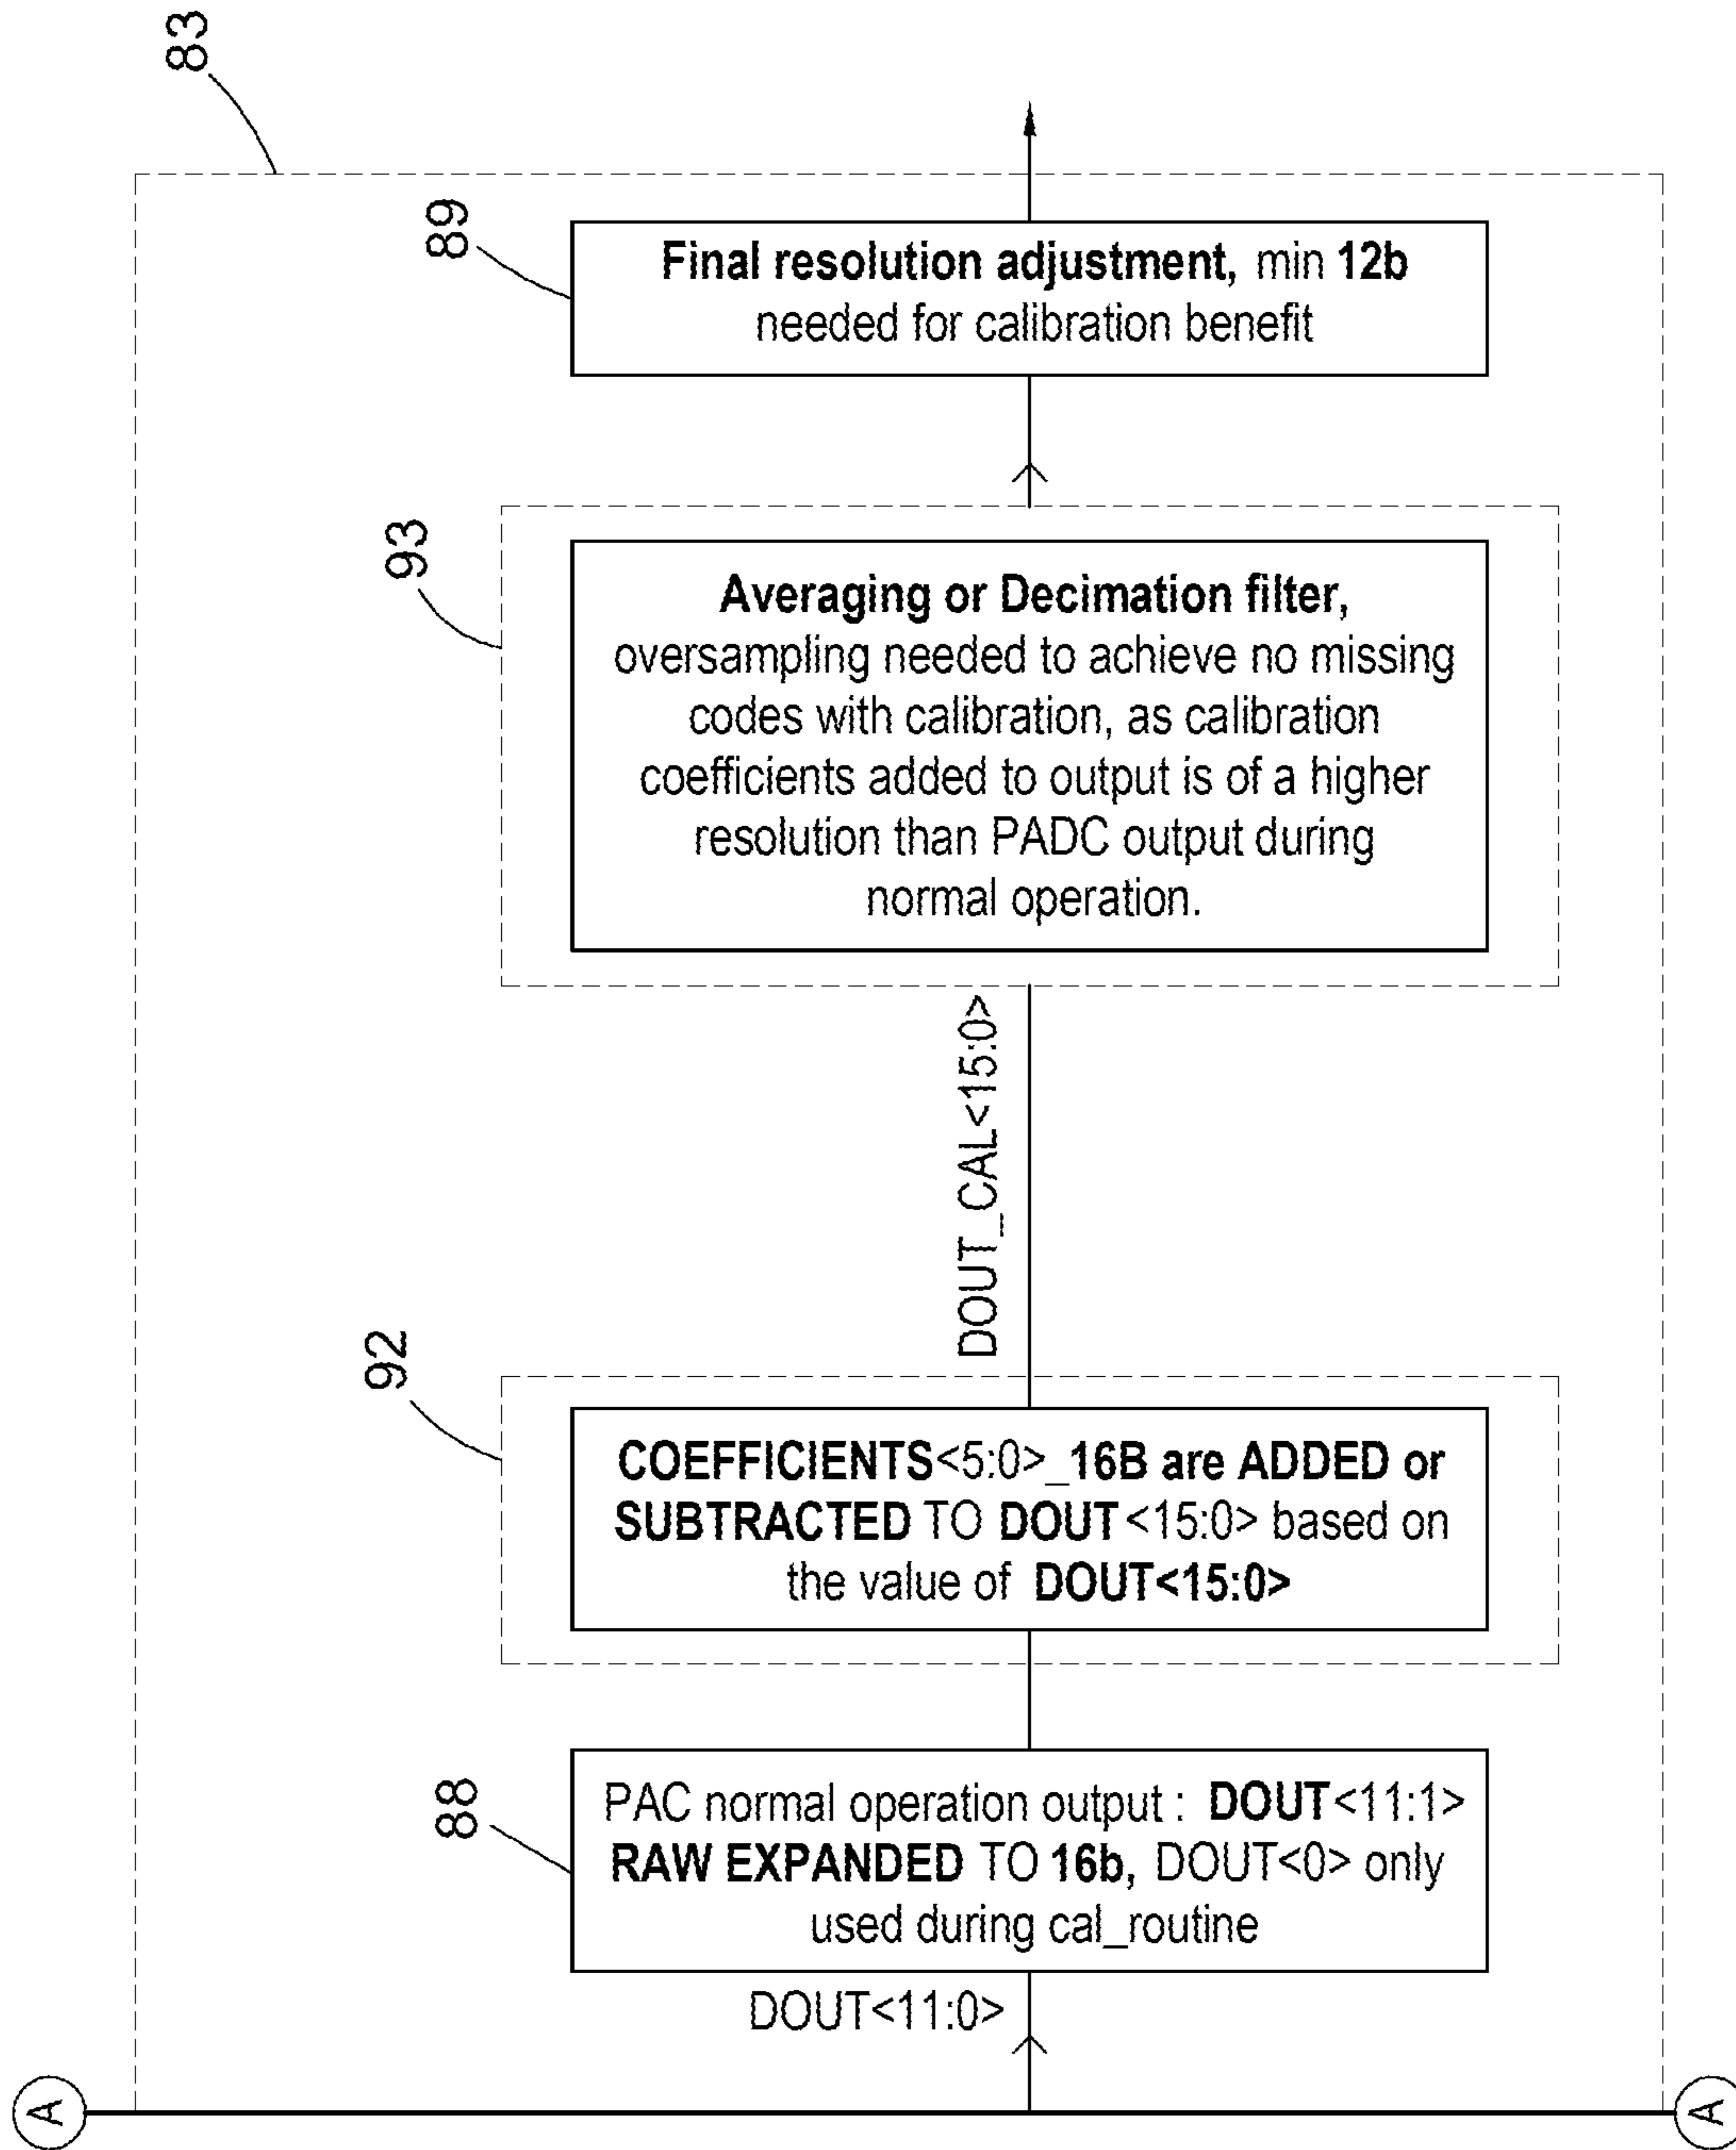 83
89
Final resolution adjustment, min 12b
needed for calibration benefit
93
Averaging or Decimation filter,
oversampling needed to achieve no missing
codes with calibration, as calibration
coefficients added to output is of a higher
resolution than PADC output during
normal operation.
DOUT_CAL<15:0>
92
COEFFICIENTS<5:0>_16B are ADDED or
SUBTRACTED TO DOUT<15:0> based on
the value of DOUT<15:0>
88
PAC normal operation output : DOUT<11:1>
RAW EXPANDED TO 16b, DOUT<0> only
used during cal_routine
DOUT<11:0>
A
A